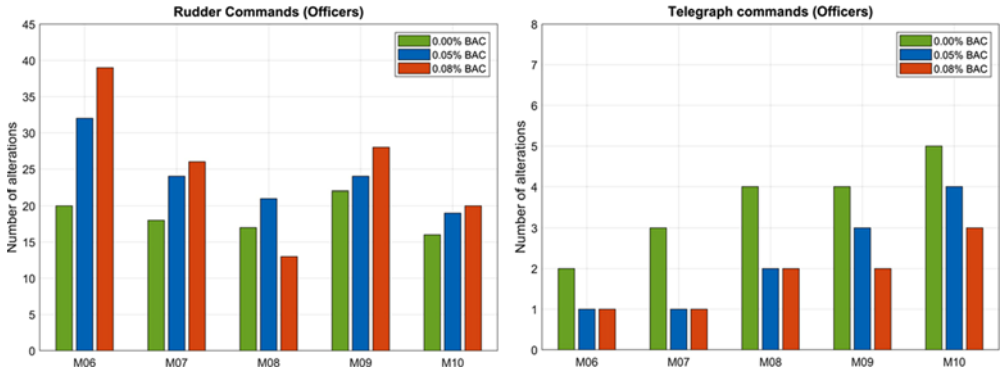 Rudder Commands (Officers)
45
40
35
30
25
20
15
10
5
0
Number of alterations
0.00% BAC
0.05% BAC
0.08% BAC
M06 M07 M08 M09 M10
Telegraph commands (Officers)
8
7
6
5
4
3
2
1
0
Number of alterations
0.00% BAC
0.05% BAC
0.08% BAC
M06 M07 M08 M09 M10